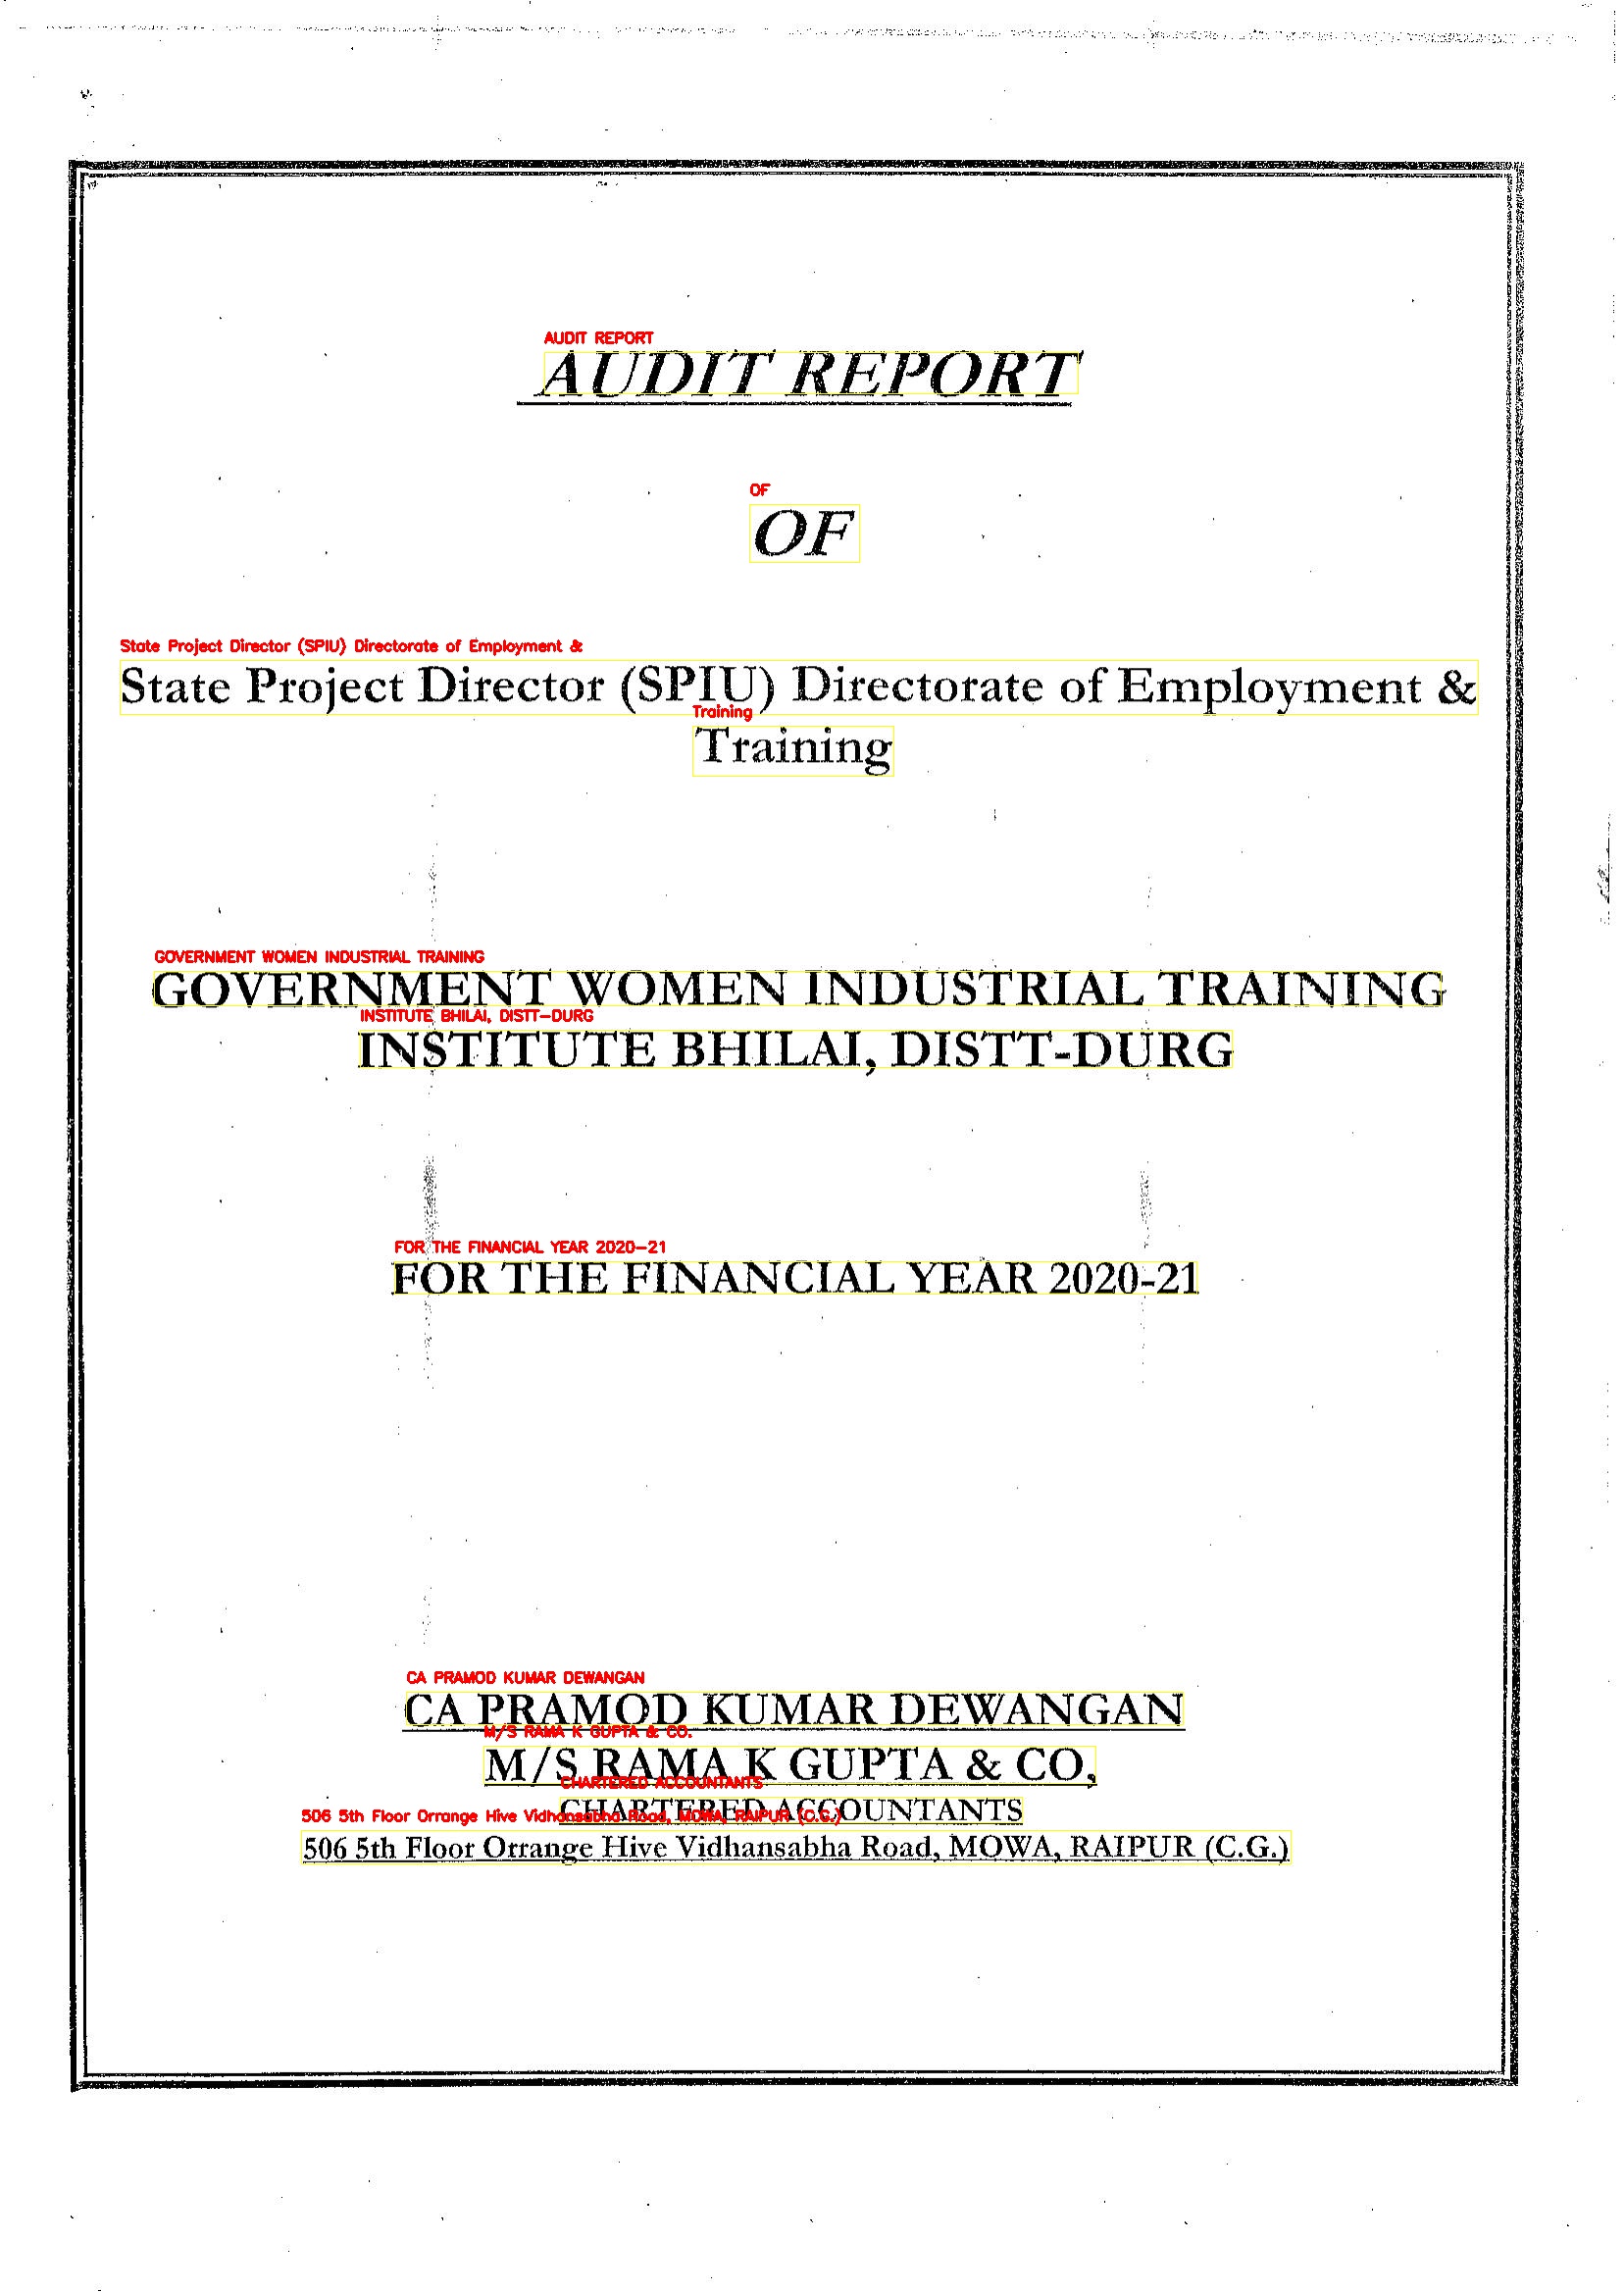 AUDIT REPORT
OF
State Project Director (SPIU) Directorate of Employment &
Training
GOVERNMENT WOMEN INDUSTRIAL TRAINING
INSTITUTE BHILAI, DISTT-DURG
FOR THE FINANCIAL YEAR 2020-21
CA PRAMOD KUMAR DEWANGAN
M/S RAMA K GUPTA & CO,
CHARTERED ACCOUNTANTS
506 5th Floor Orrange Hive Vidhansabha Road, MOWA, RAIPUR (C.G.)